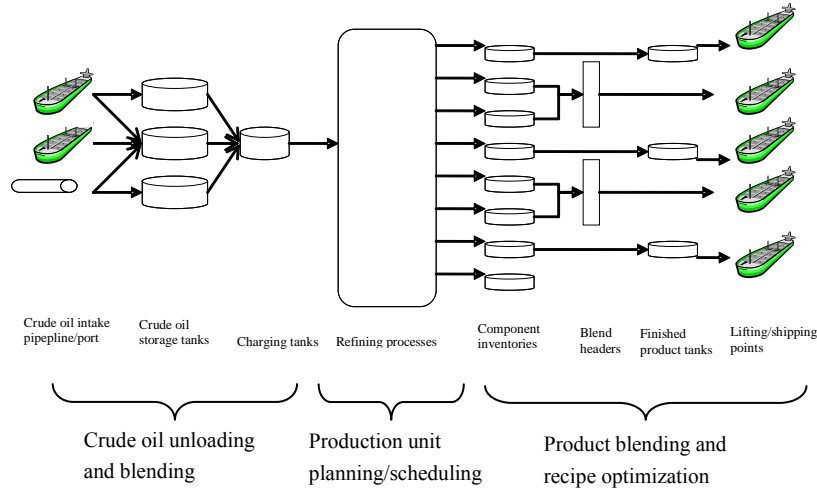 Crude oil intake
pipepline/port
Crude oil
storage tanks
Charging tanks
Refining processes
Component
inventories
Blend
headers
Finished
product tanks
Lifting/shipping
points
Crude oil unloading
and blending
Production unit
planning/scheduling
Product blending and
recipe optimization